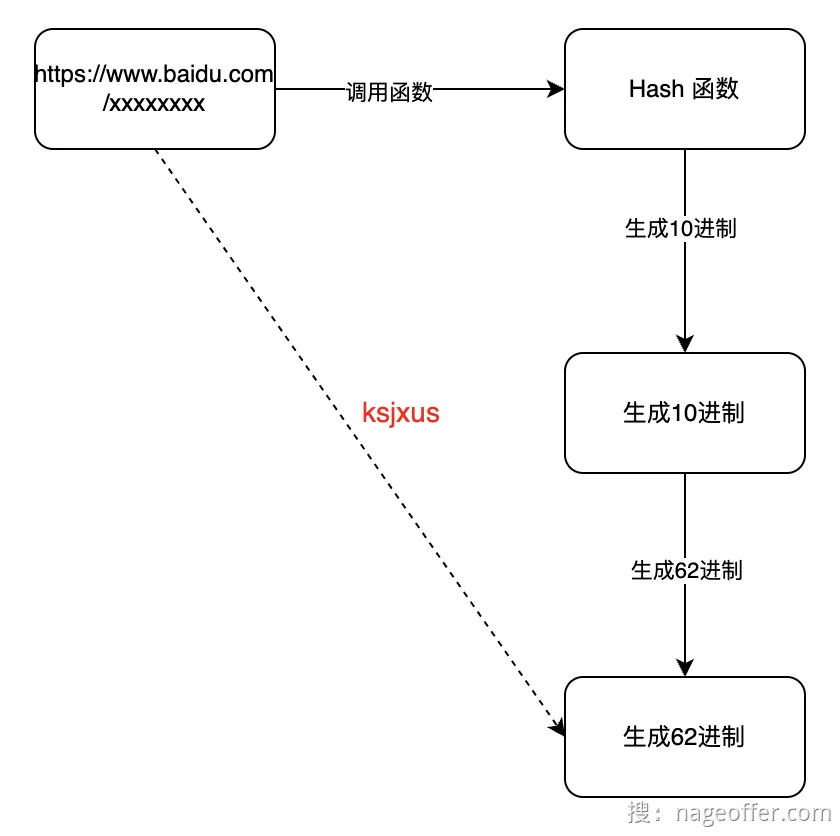 https://www.baidu.com
/xxxxxxxx
调用函数
Hash 函数
生成10进制
生成10进制
ksjxus
生成62进制
生成62进制
搜：nageoffer.com